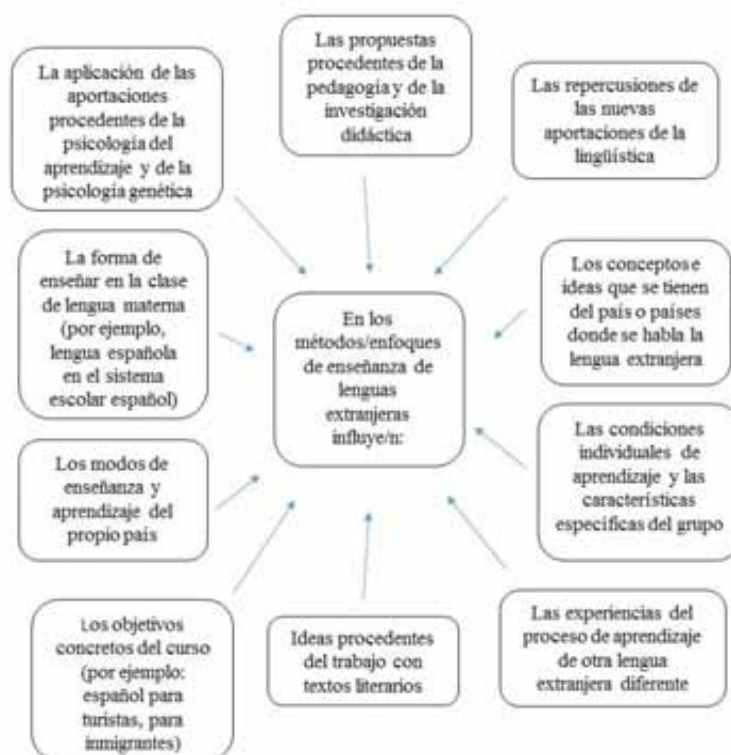 La aplicación de las
aportaciones
procedentes de la
psicología del
aprendizaje y de la
psicología genética
Las propuestas
procedentes de la
pedagogía y de la
investigación
didáctica
Las repercusiones de
las nuevas
aportaciones de la
lingüística
La forma de
enseñar en la clase
de lengua materna
(por ejemplo,
lengua española
en el sistema
escolar español)
En los
métodos/enfoques
de enseñanza de
lenguas
extranjeras
influye/n:
Los conceptos e
ideas que se tienen
del país o países
donde se habla la
lengua extranjera
Los modos de
enseñanza y
aprendizaje del
propio país
Las condiciones
individuales de
aprendizaje y las
características
específicas del grupo
Los objetivos
concretos del curso
(por ejemplo:
español para
turistas, para
inmigrantes)
Ideas procedentes
del trabajo con
textos literarios
Las experiencias del
proceso de aprendizaje
de otra lengua
extranjera diferente